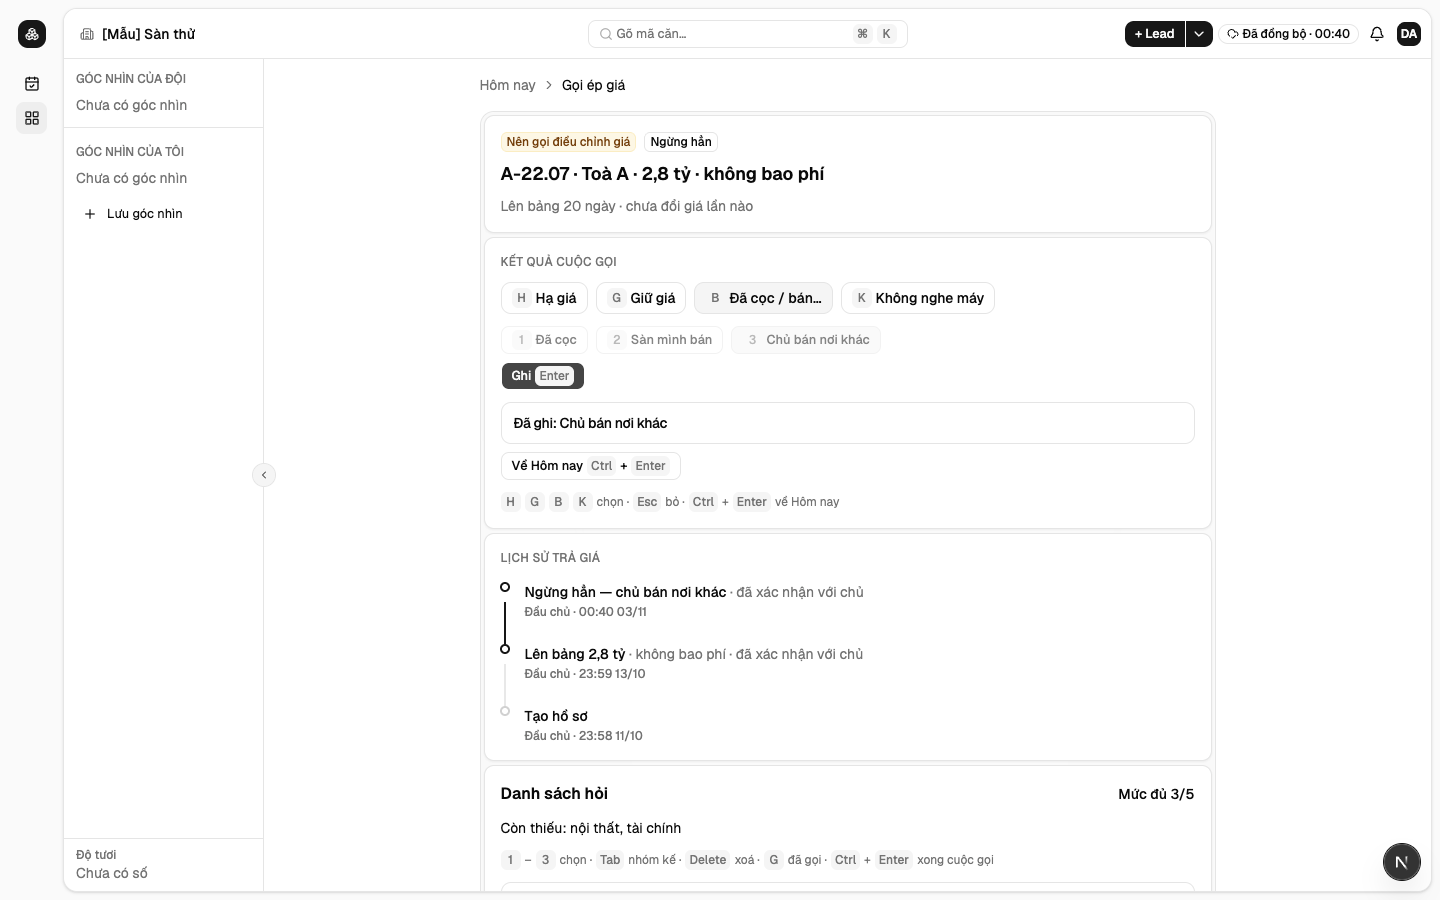 [Mẫu] Sàn thử
Gõ mã căn...
⌘ K
+ Lead
Đã đồng bộ · 00:40
DA
GÓC NHÌN CỦA ĐỘI
Chưa có góc nhìn
GÓC NHÌN CỦA TÔI
Chưa có góc nhìn
+ Lưu góc nhìn
Độ tươi
Chưa có số
Hôm nay > Gọi ép giá
Nên gọi điều chỉnh giá Ngừng hẳn
A-22.07 · Toà A · 2,8 tỷ · không bao phí
Lên bảng 20 ngày · chưa đổi giá lần nào
KẾT QUẢ CUỘC GỌI
H Hạ giá G Giữ giá B Đã cọc / bán... K Không nghe máy
1 Đã cọc 2 Sàn mình bán 3 Chủ bán nơi khác
Ghi Enter
Đã ghi: Chủ bán nơi khác
Về Hôm nay Ctrl + Enter
H G B K chọn · Esc bỏ · Ctrl + Enter về Hôm nay
LỊCH SỬ TRẢ GIÁ
Ngừng hẳn — chủ bán nơi khác · đã xác nhận với chủ
Đầu chủ · 00:40 03/11
Lên bảng 2,8 tỷ · không bao phí · đã xác nhận với chủ
Đầu chủ · 23:59 13/10
Tạo hồ sơ
Đầu chủ · 23:58 11/10
Danh sách hỏi Mức đủ 3/5
Còn thiếu: nội thất, tài chính
1 – 3 chọn · Tab nhóm kế · Delete xoá · G đã gọi · Ctrl + Enter xong cuộc gọi
N